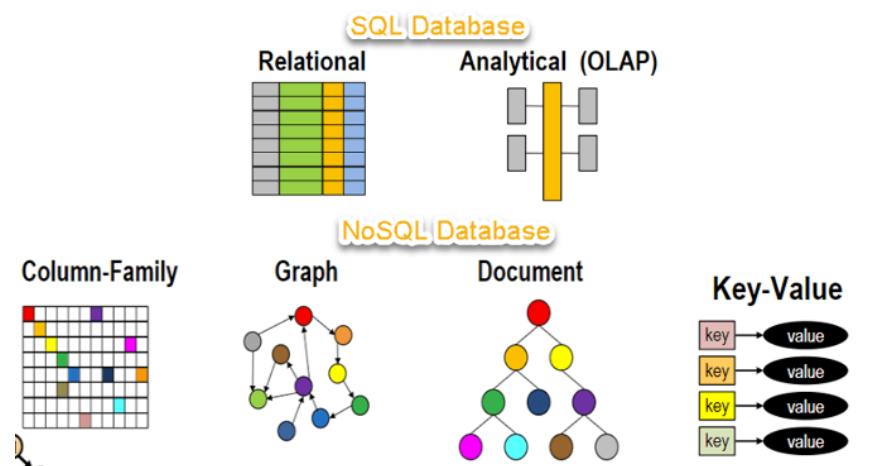 SQL Database
Relational
Analytical (OLAP)
NoSQL Database
Column-Family
Graph
Document
Key-Value
key
value
key
value
key
value
key
value